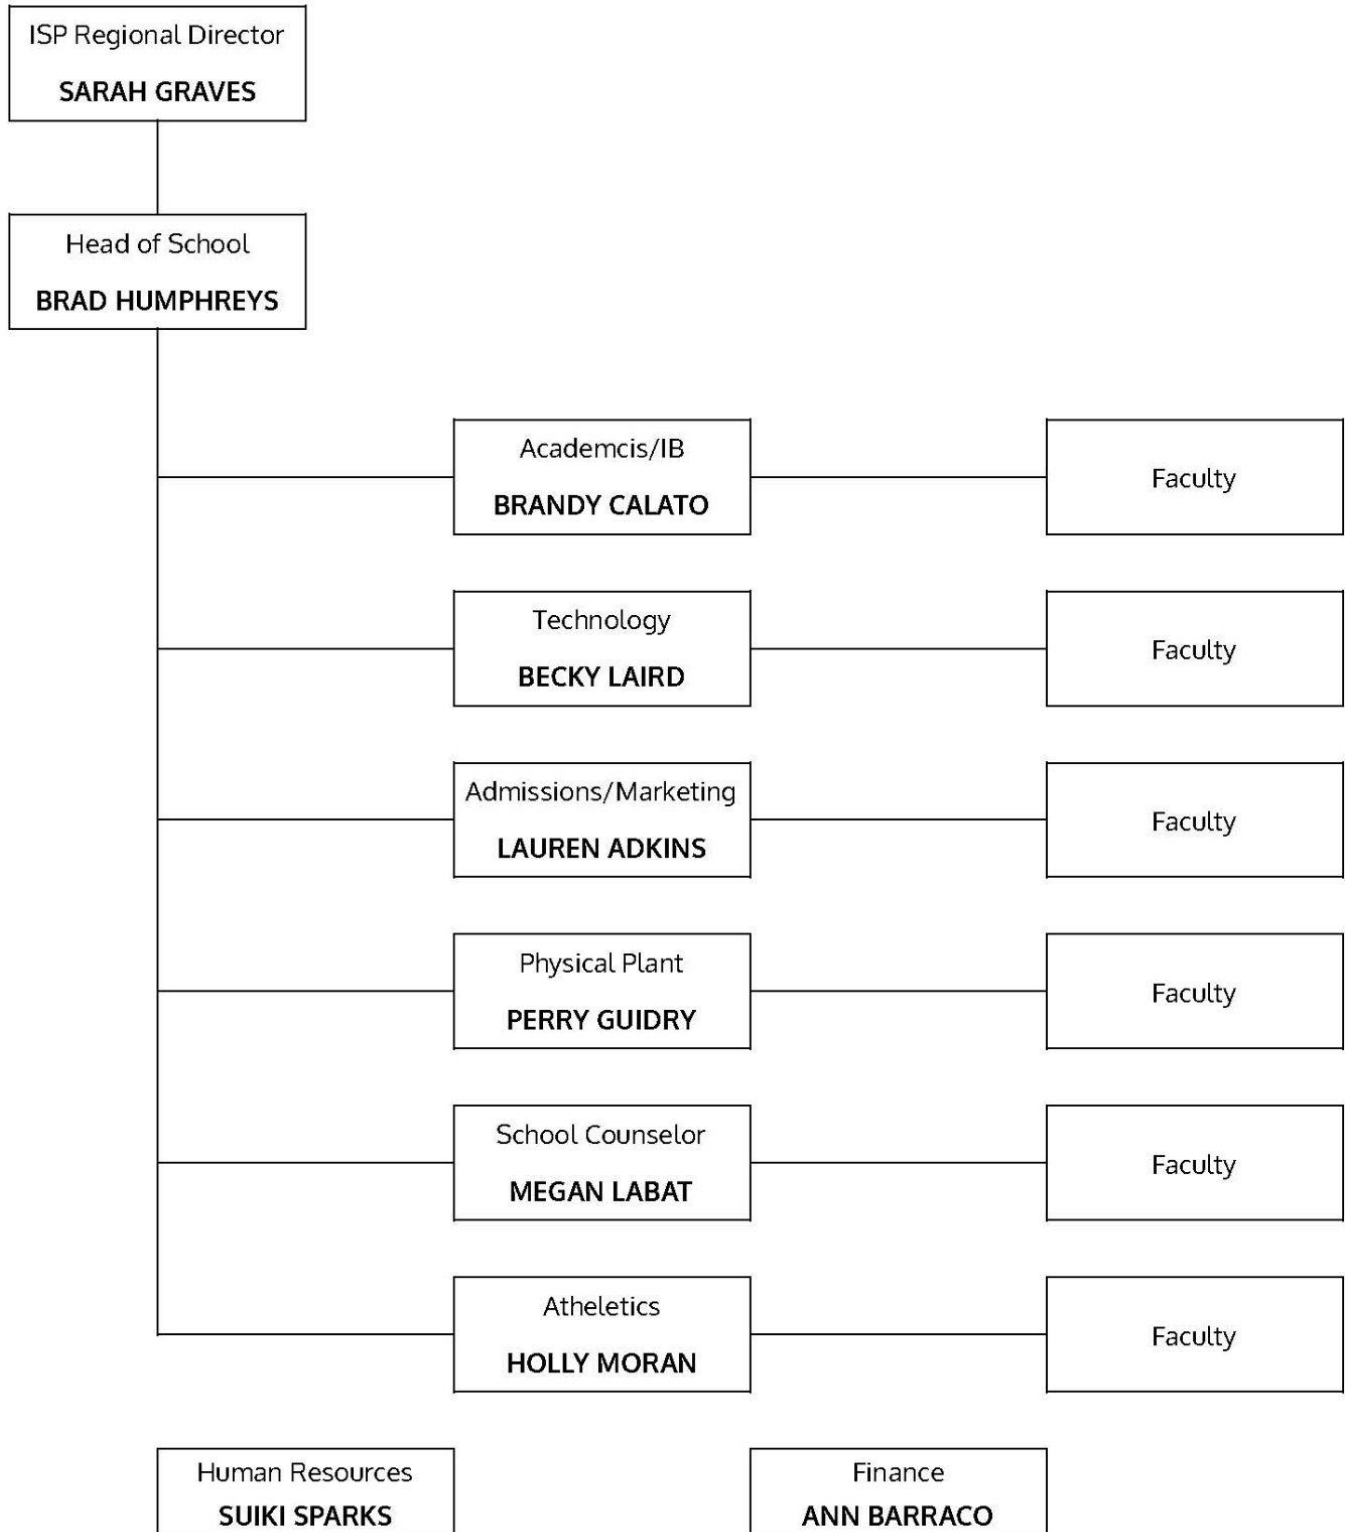 ISP Regional Director
SARAH GRAVES
Head of School
BRAD HUMPHREYS
Academcis/IB
BRANDY CALATO
Faculty
Technology
BECKY LAIRD
Faculty
Admissions/Marketing
LAUREN ADKINS
Faculty
Physical Plant
PERRY GUIDRY
Faculty
School Counselor
MEGAN LABAT
Faculty
Atheletics
HOLLY MORAN
Faculty
Human Resources
SUIKI SPARKS
Finance
ANN BARRACO